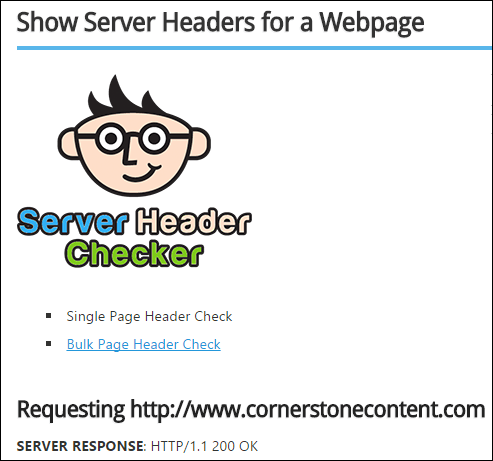 Show Server Headers for a Webpage
Server Header
Checker
Single Page Header Check
Bulk Page Header Check
Requesting http://www.cornerstonecontent.com
SERVER RESPONSE: HTTP/1.1 200 OK